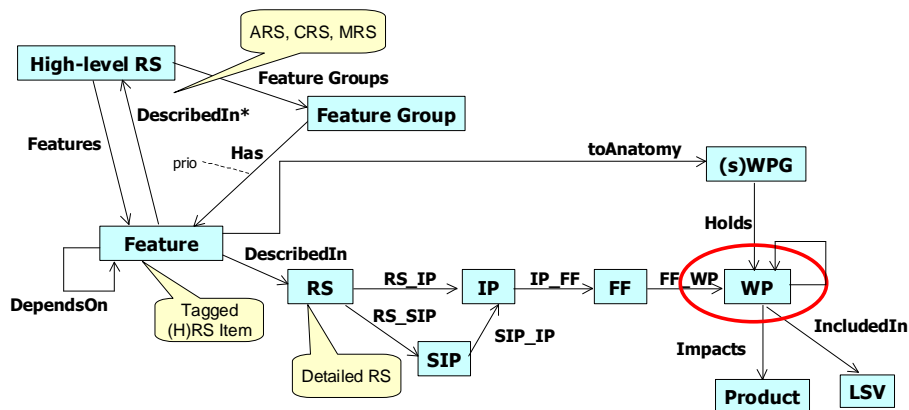 ARS, CRS, MRS
High-level RS
Feature Groups
DescribedIn*
Feature Group
Features
Has
prio
toAnatomy
(s)WPG
Holds
Feature
DescribedIn
DependsOn
RS
RS_IP
IP
IP_FF
FF
FF_WP
WP
Tagged
(H)RS Item
RS_SIP
SIP_IP
SIP
IncludedIn
Impacts
Detailed RS
Product
LSV